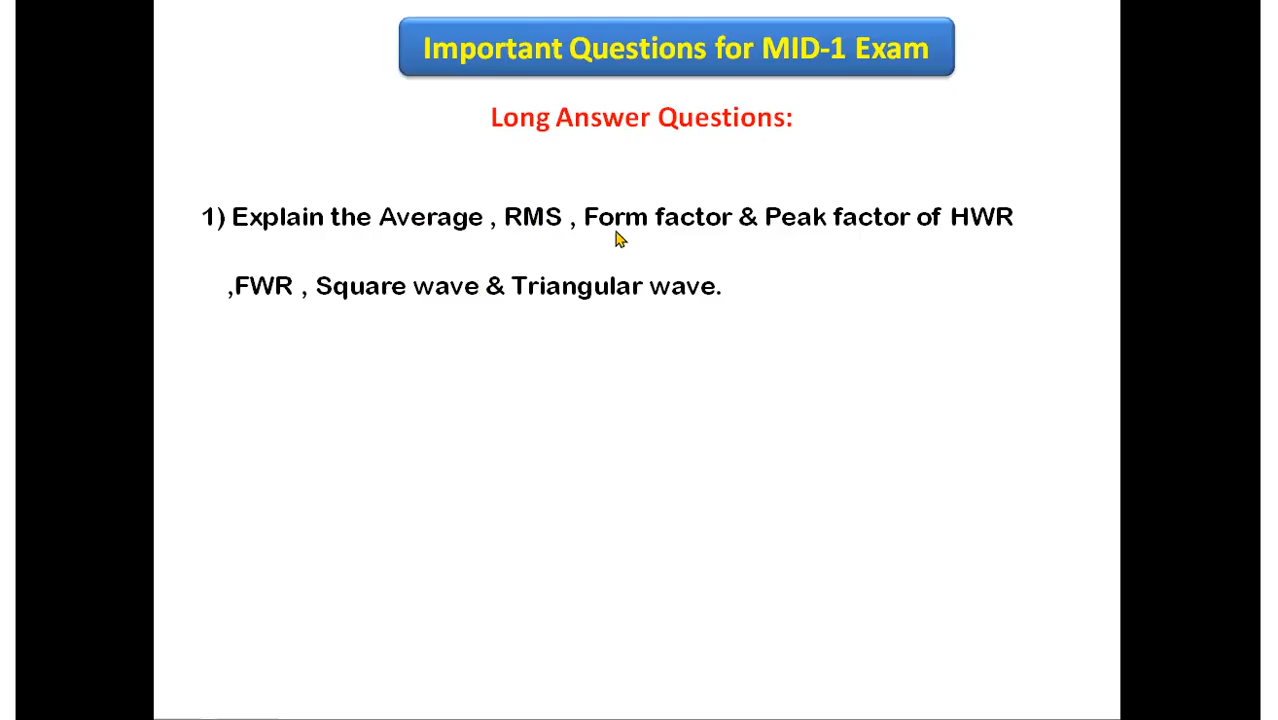 Important Questions for MID-1 Exam
Long Answer Questions:
1) Explain the Average , RMS , Form factor & Peak factor of HWR
,FWR , Square wave & Triangular wave.